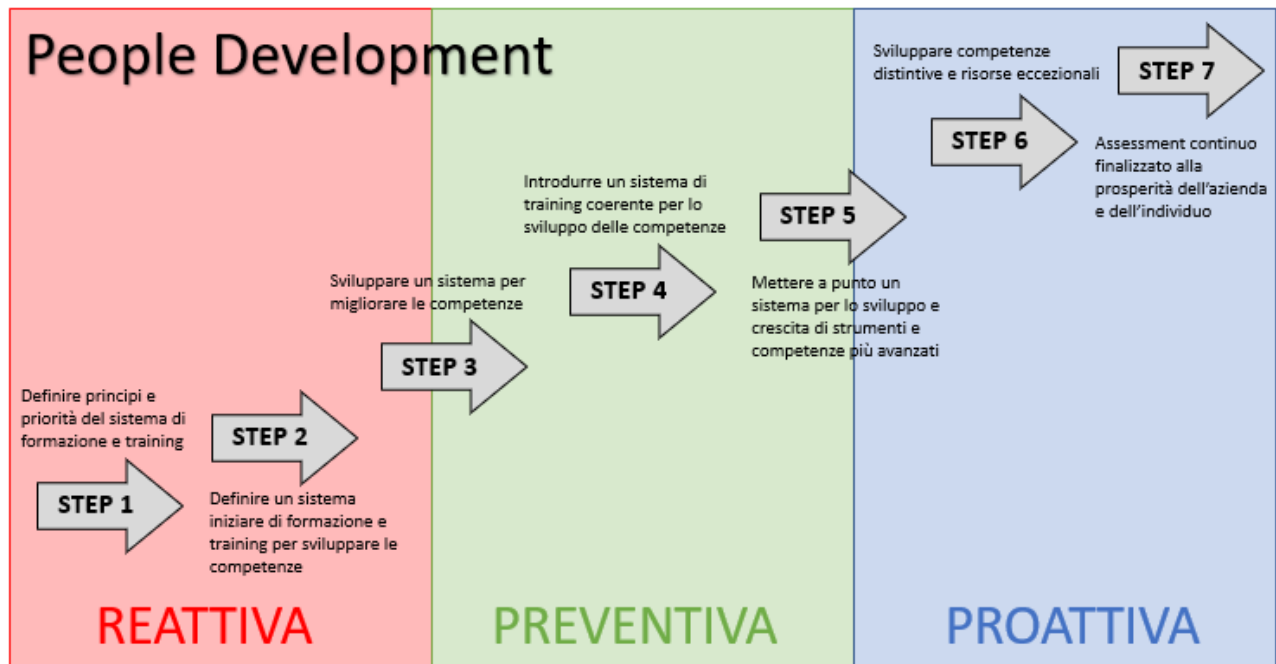 People Development
Definire principi e
priorità del sistema di
formazione e training
STEP 1
STEP 2
Definire un sistema
iniziare di formazione e
training per sviluppare le
competenze
Sviluppare un sistema per
migliorare le competenze
STEP 3
Introdurre un sistema di
training coerente per lo
sviluppo delle competenze
STEP 4
STEP 5
Mettere a punto un
sistema per lo sviluppo e
crescita di strumenti e
competenze più avanzati
Sviluppare competenze
distintive e risorse eccezionali
STEP 6
STEP 7
Assessment continuo
finalizzato alla
prosperità dell'azienda
e dell'individuo
REATTIVA
PREVENTIVA
PROATTIVA